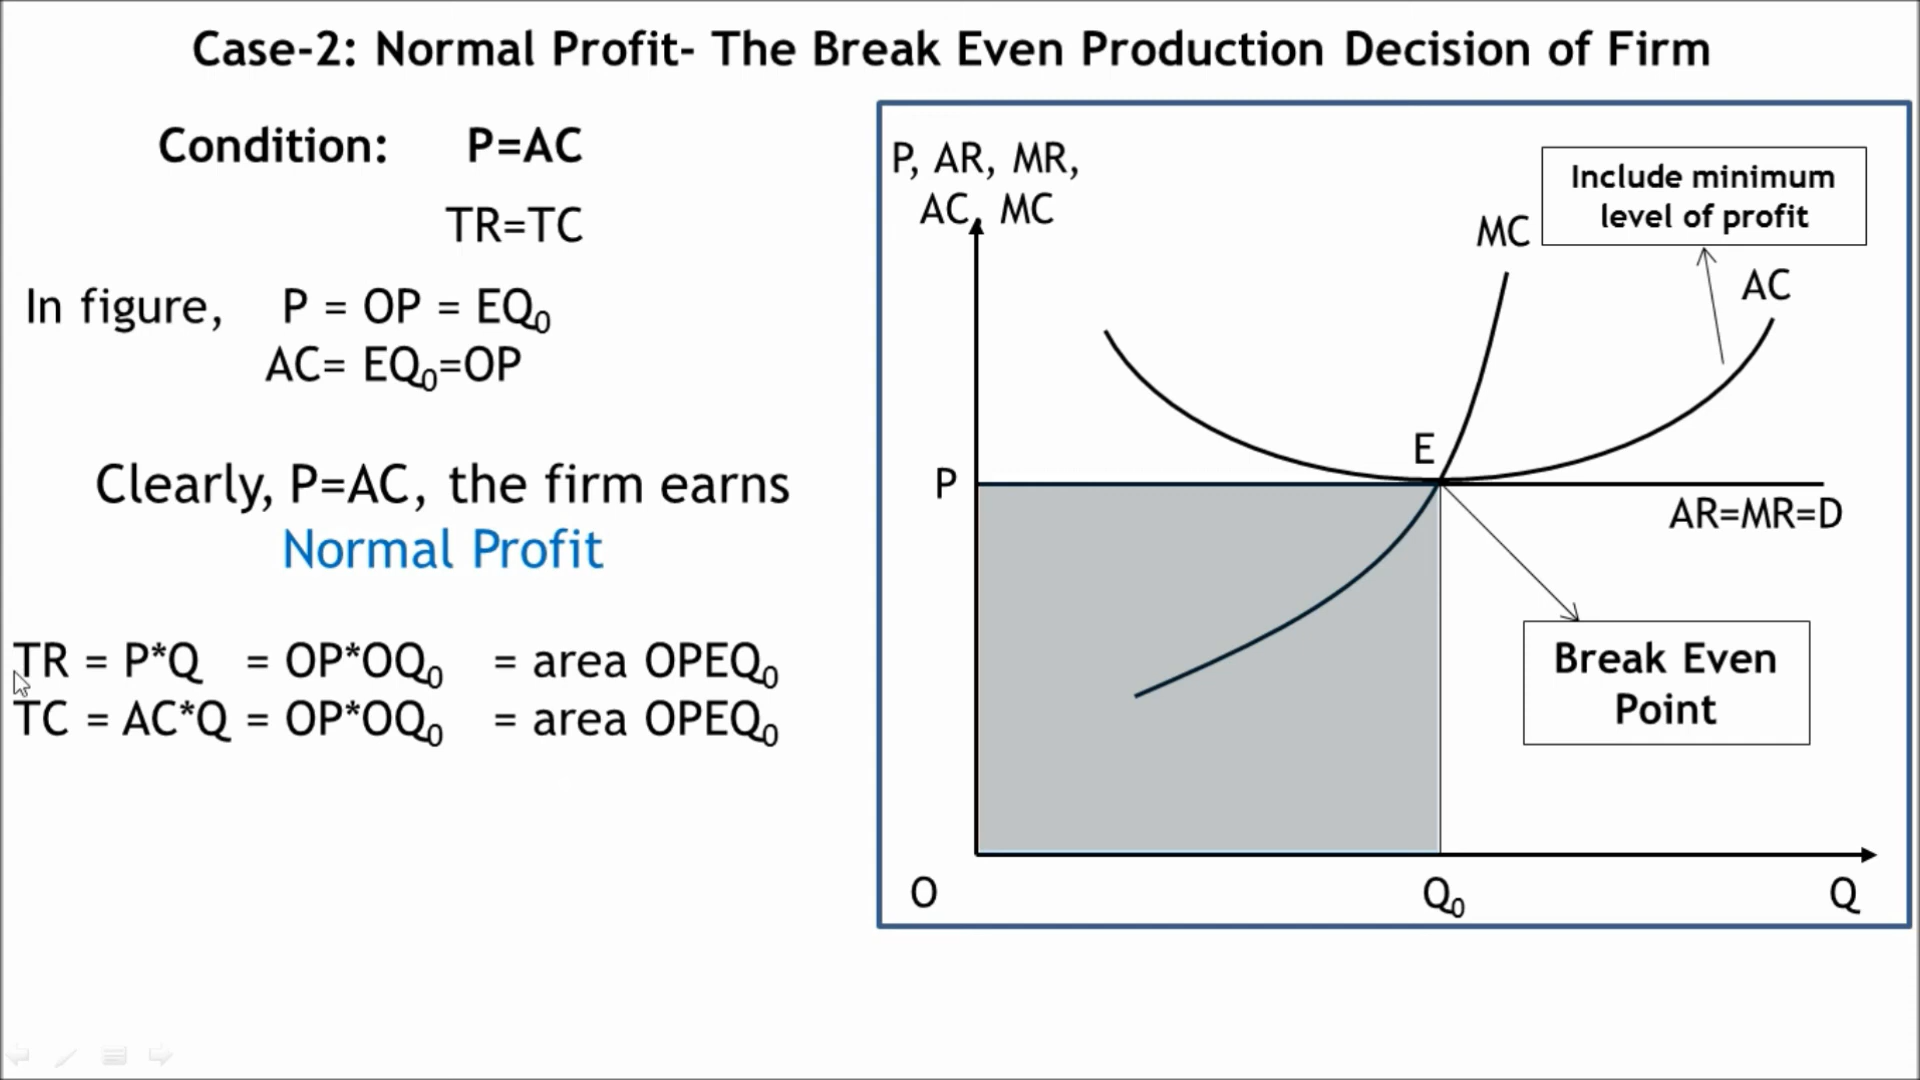 Case-2: Normal Profit- The Break Even Production Decision of Firm
Condition: P=AC
TR=TC
In figure, P = OP = EQ₀
AC= EQ₀=OP
Clearly, P=AC, the firm earns
Normal Profit
TR = P*Q = OP*OQ₀ = area OPEQ₀
TC = AC*Q = OP*OQ₀ = area OPEQ₀
P, AR, MR,
AC, MC
Include minimum
level of profit
MC
AC
E
P
AR=MR=D
Break Even
Point
O
Q₀
Q